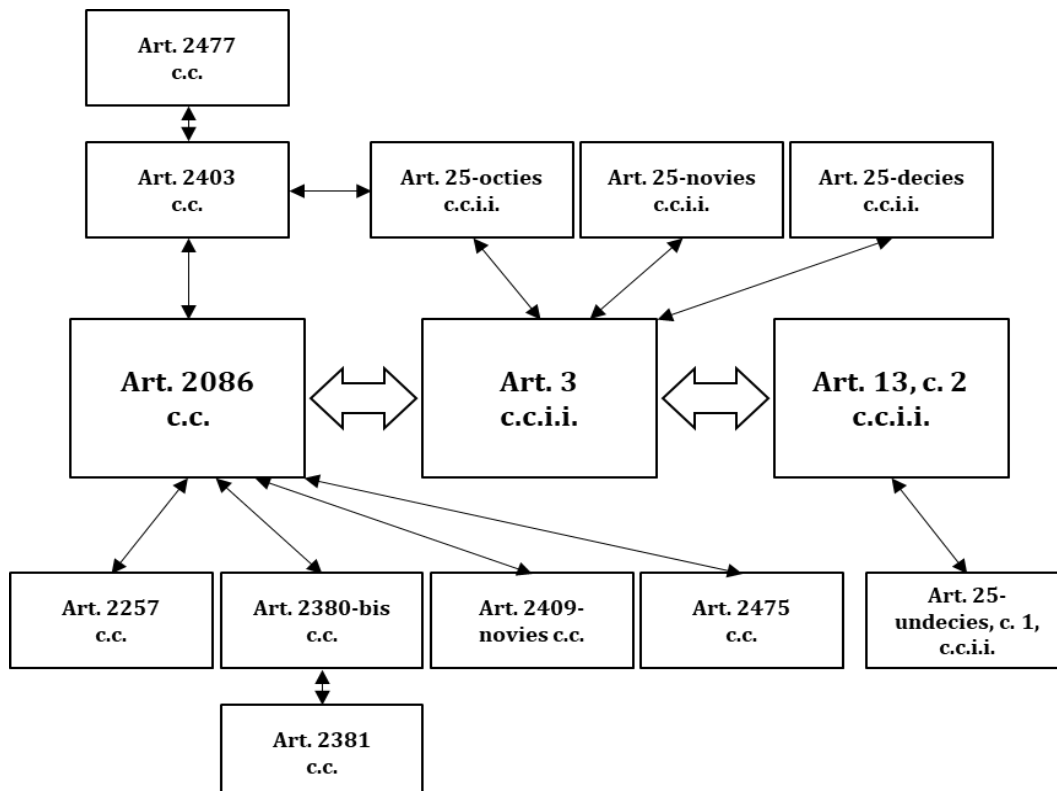 Art. 2477
c.c.
Art. 2403
c.c.
Art. 25-octies
c.c.i.i.
Art. 25-novies
c.c.i.i.
Art. 25-decies
c.c.i.i.
Art. 2086
c.c.
Art. 3
c.c.i.i.
Art. 13, c. 2
c.c.i.i.
Art. 2257
c.c.
Art. 2380-bis
c.c.
Art. 2409-
novies c.c.
Art. 2475
c.c.
Art. 25-
undecies, c. 1,
c.c.i.i.
Art. 2381
c.c.